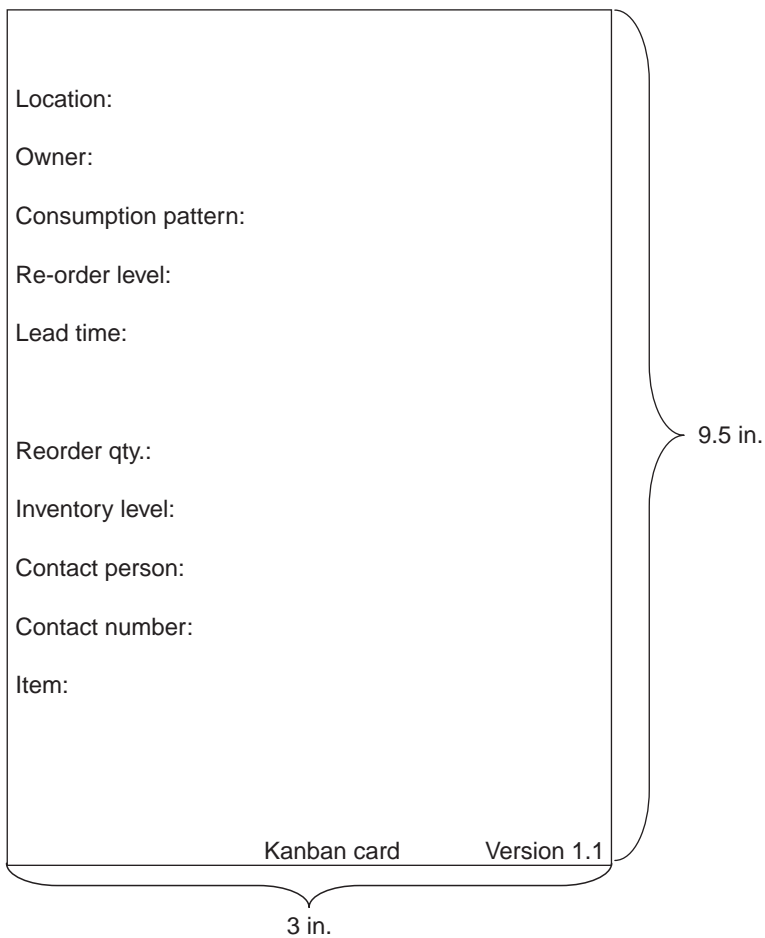 Location:
Owner:
Consumption pattern:
Re-order level:
Lead time:
Reorder qty.:
Inventory level:
Contact person:
Contact number:
Item:
Kanban card Version 1.1
9.5 in.
3 in.